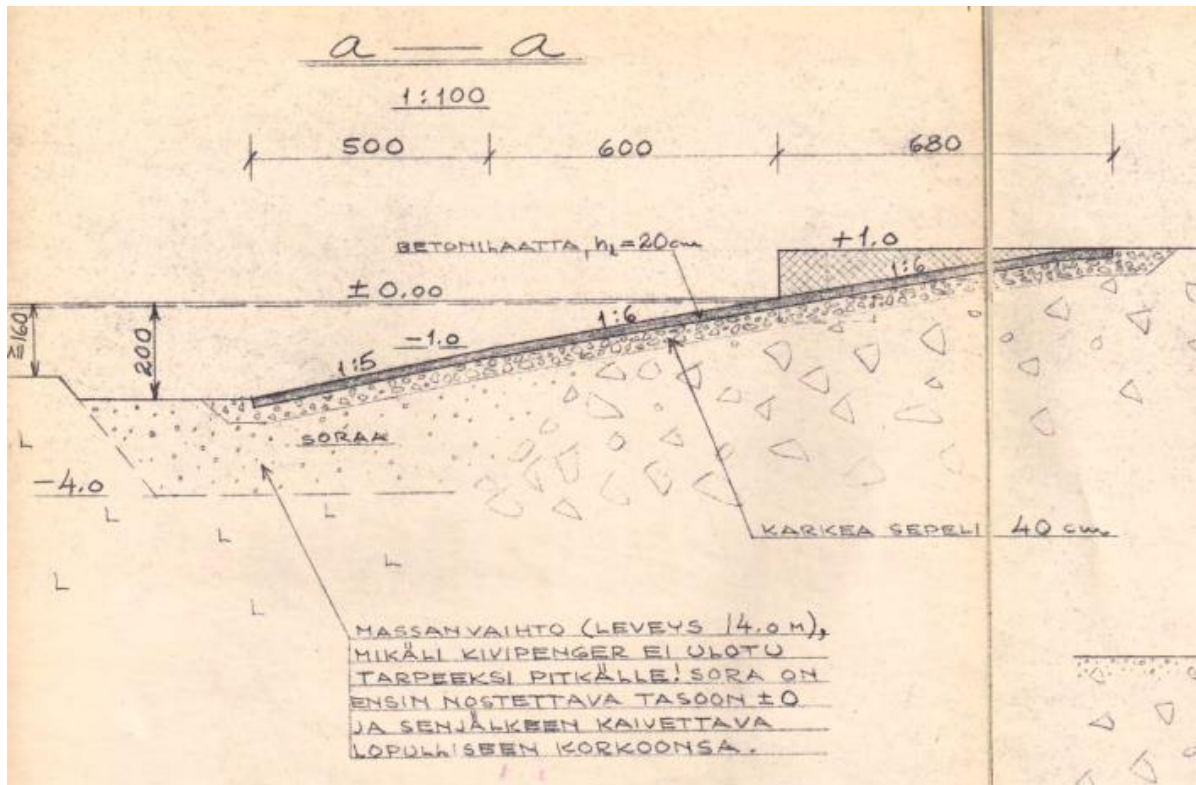 a — a
1:100
500 600 680
BETONILAATTA, hL=20cm
+1.0
1:6
±0.00
1:6
-1.0
≥160
200
1:5
SORAA
-4.0
KARKEA SEPELI 40 cm
MASSANVAIHTO (LEVEYS 14.0 M),
MIKÄLI KIVIPENGER EI ULOTU
TARPEEKSI PITKÄLLE! SORA ON
ENSIN NOSTETTAVA TASOON ±0
JA SENJÄLKEEN KAIVETTAVA
LOPULLISEEN KORKOONSA.
L
L
L
L
L
L
L